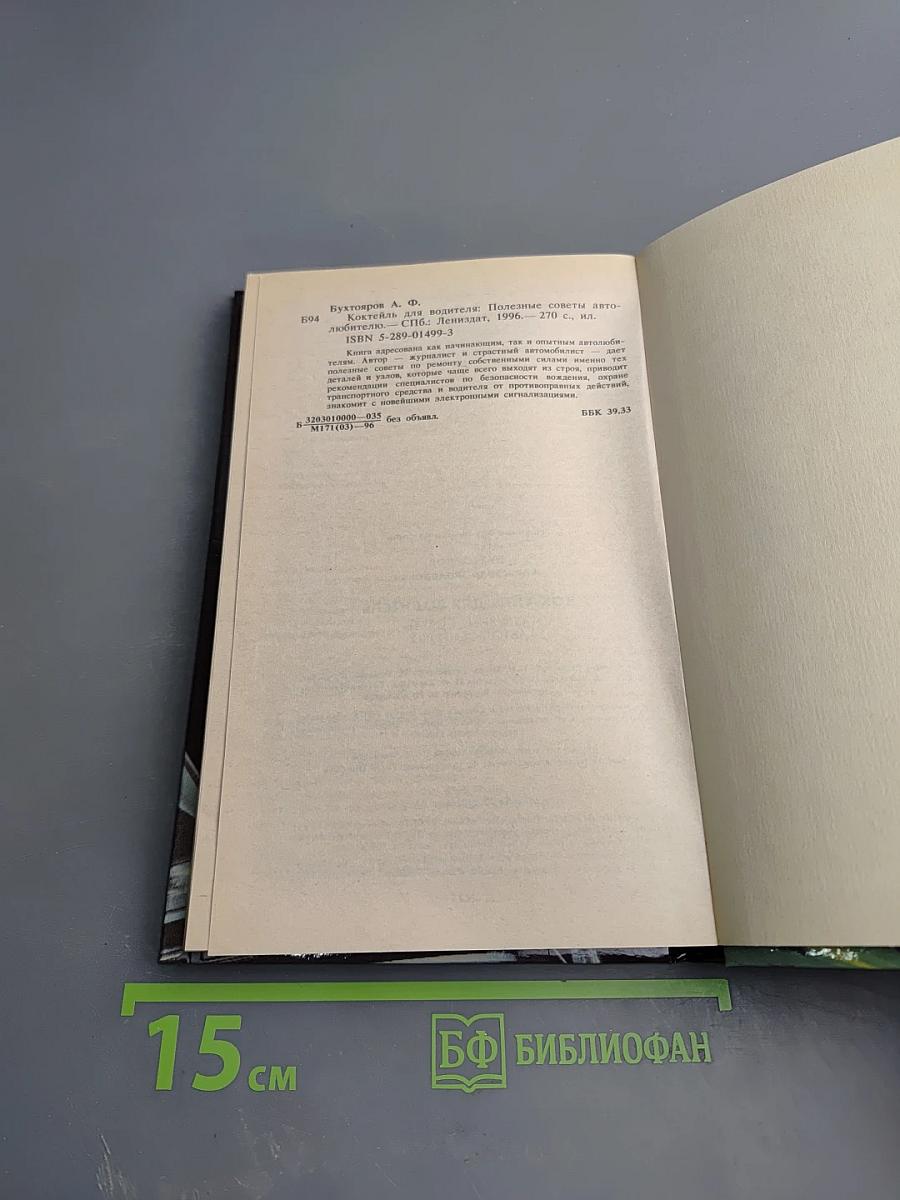 Бухтояров А. Ф.
Б94 Коктейль для водителя: Полезные советы авто-
любителю.— СПб.: Лениздат, 1996.— 270 с., ил.
ISBN 5-289-01499-3
Книга адресована как начинающим, так и опытным автолюби-
телям. Автор — журналист и страстный автомобилист — дает
полезные советы по ремонту собственными силами именно тех
деталей и узлов, которые чаще всего выходят из строя, приводит
рекомендации специалистов по безопасности вождения, охране
транспортного средства и водителя от противоправных действий,
знакомит с новейшими электронными сигнализациями.
3203010000—035
Б без объявл. ББК 39.33
М171(03)—96
15 см
БФ БИБЛИОФАН